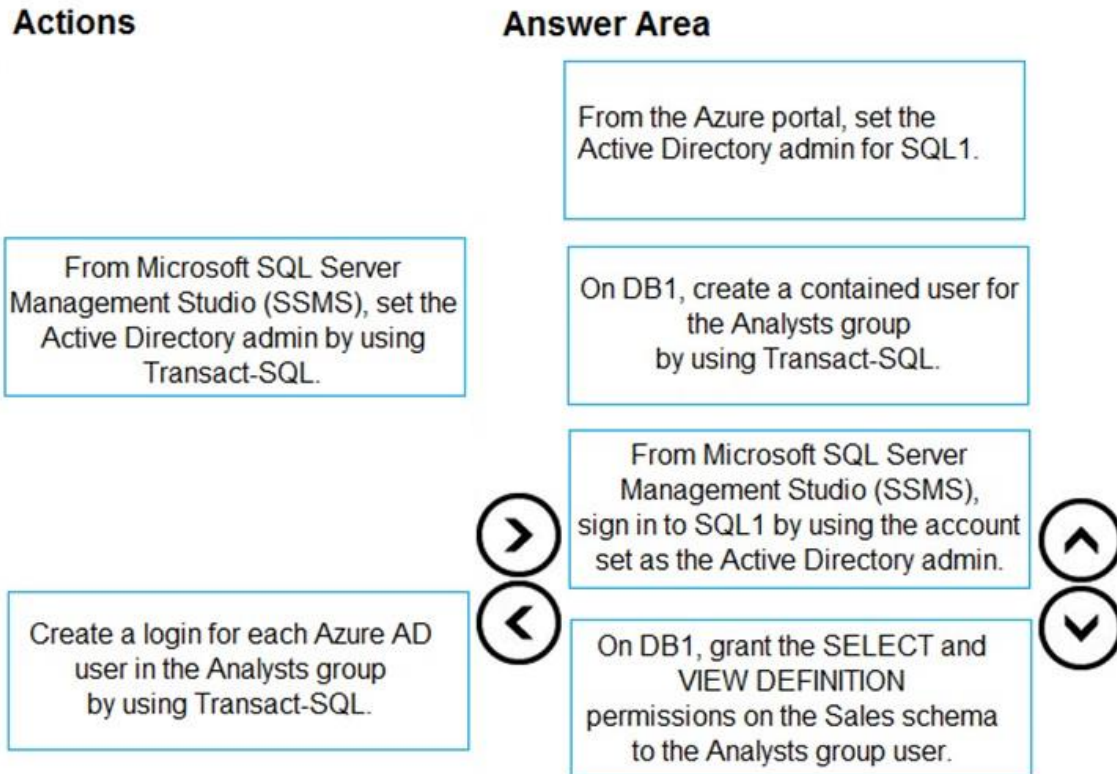 Actions
Answer Area
From the Azure portal, set the
Active Directory admin for SQL1.
From Microsoft SQL Server
Management Studio (SSMS), set the
Active Directory admin by using
Transact-SQL.
On DB1, create a contained user for
the Analysts group
by using Transact-SQL.
From Microsoft SQL Server
Management Studio (SSMS),
sign in to SQL1 by using the account
set as the Active Directory admin.
Create a login for each Azure AD
user in the Analysts group
by using Transact-SQL.
On DB1, grant the SELECT and
VIEW DEFINITION
permissions on the Sales schema
to the Analysts group user.